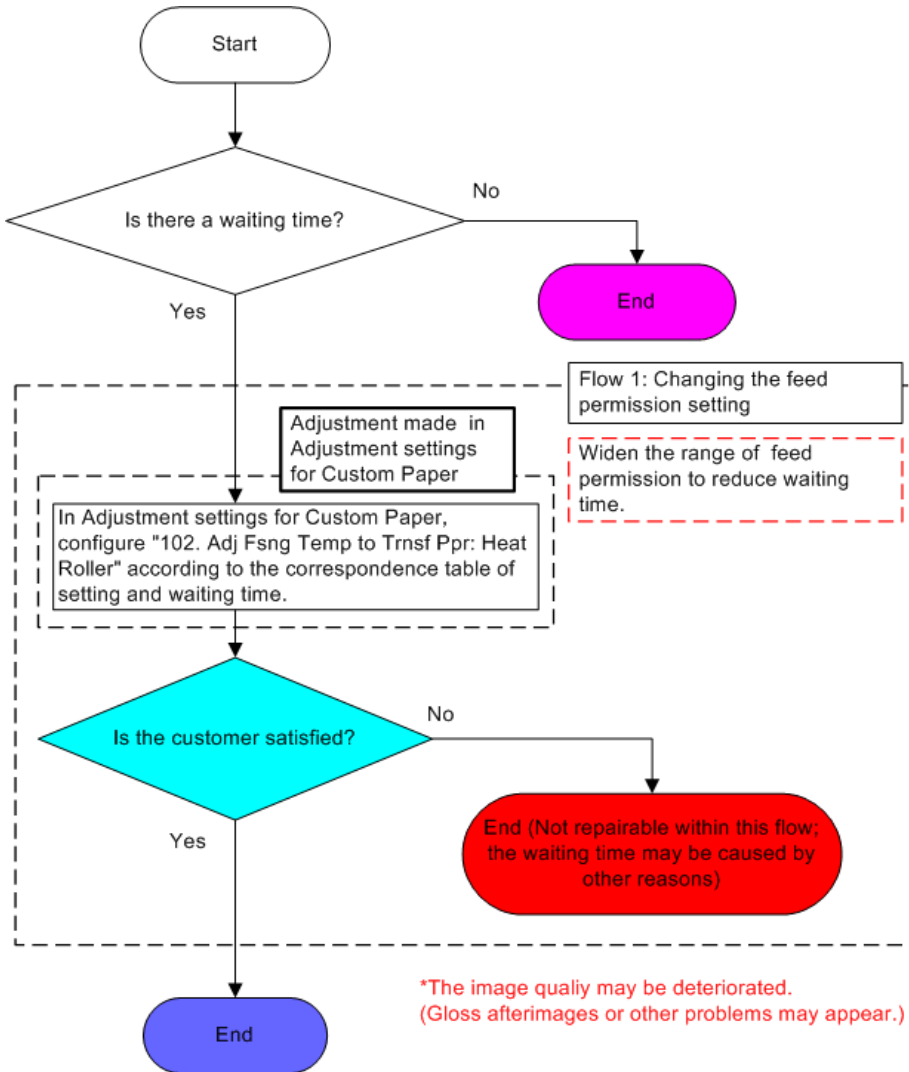 Start
Is there a waiting time?
No
End
Yes
Flow 1: Changing the feed
permission setting
Adjustment made in
Adjustment settings
for Custom Paper
Widen the range of feed
permission to reduce waiting
time.
In Adjustment settings for Custom Paper,
configure "102. Adj Fsng Temp to Trnsf Ppr: Heat
Roller" according to the correspondence table of
setting and waiting time.
Is the customer satisfied?
No
End (Not repairable within this flow;
the waiting time may be caused by
other reasons)
Yes
*The image qualiy may be deteriorated.
(Gloss afterimages or other problems may appear.)
End